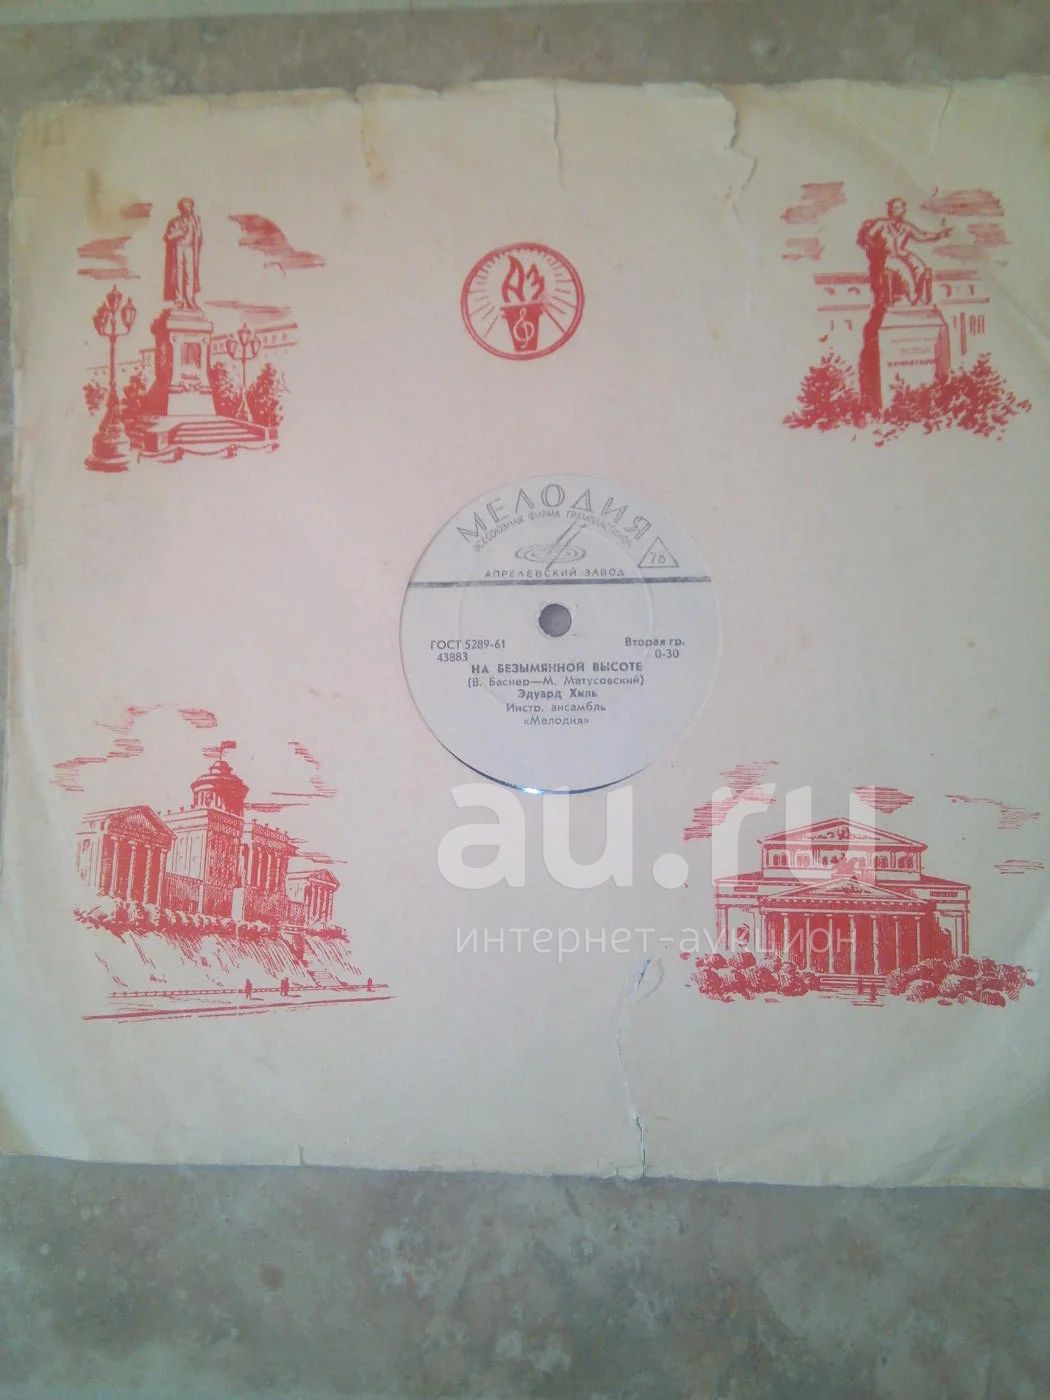 МЕЛОДИЯ
ВСЕСОЮЗНАЯ ФИРМА ГРАМПЛАСТИНОК
78
АПРЕЛЕВСКИЙ ЗАВОД
ГОСТ 5289-61
Вторая гр.
43883
0-30
НА БЕЗЫМЯННОЙ ВЫСОТЕ
(В. Баснер—М. Матусовский)
Эдуард Хиль
Инстр. ансамбль
«Мелодия»
au.ru
интернет-аукцион